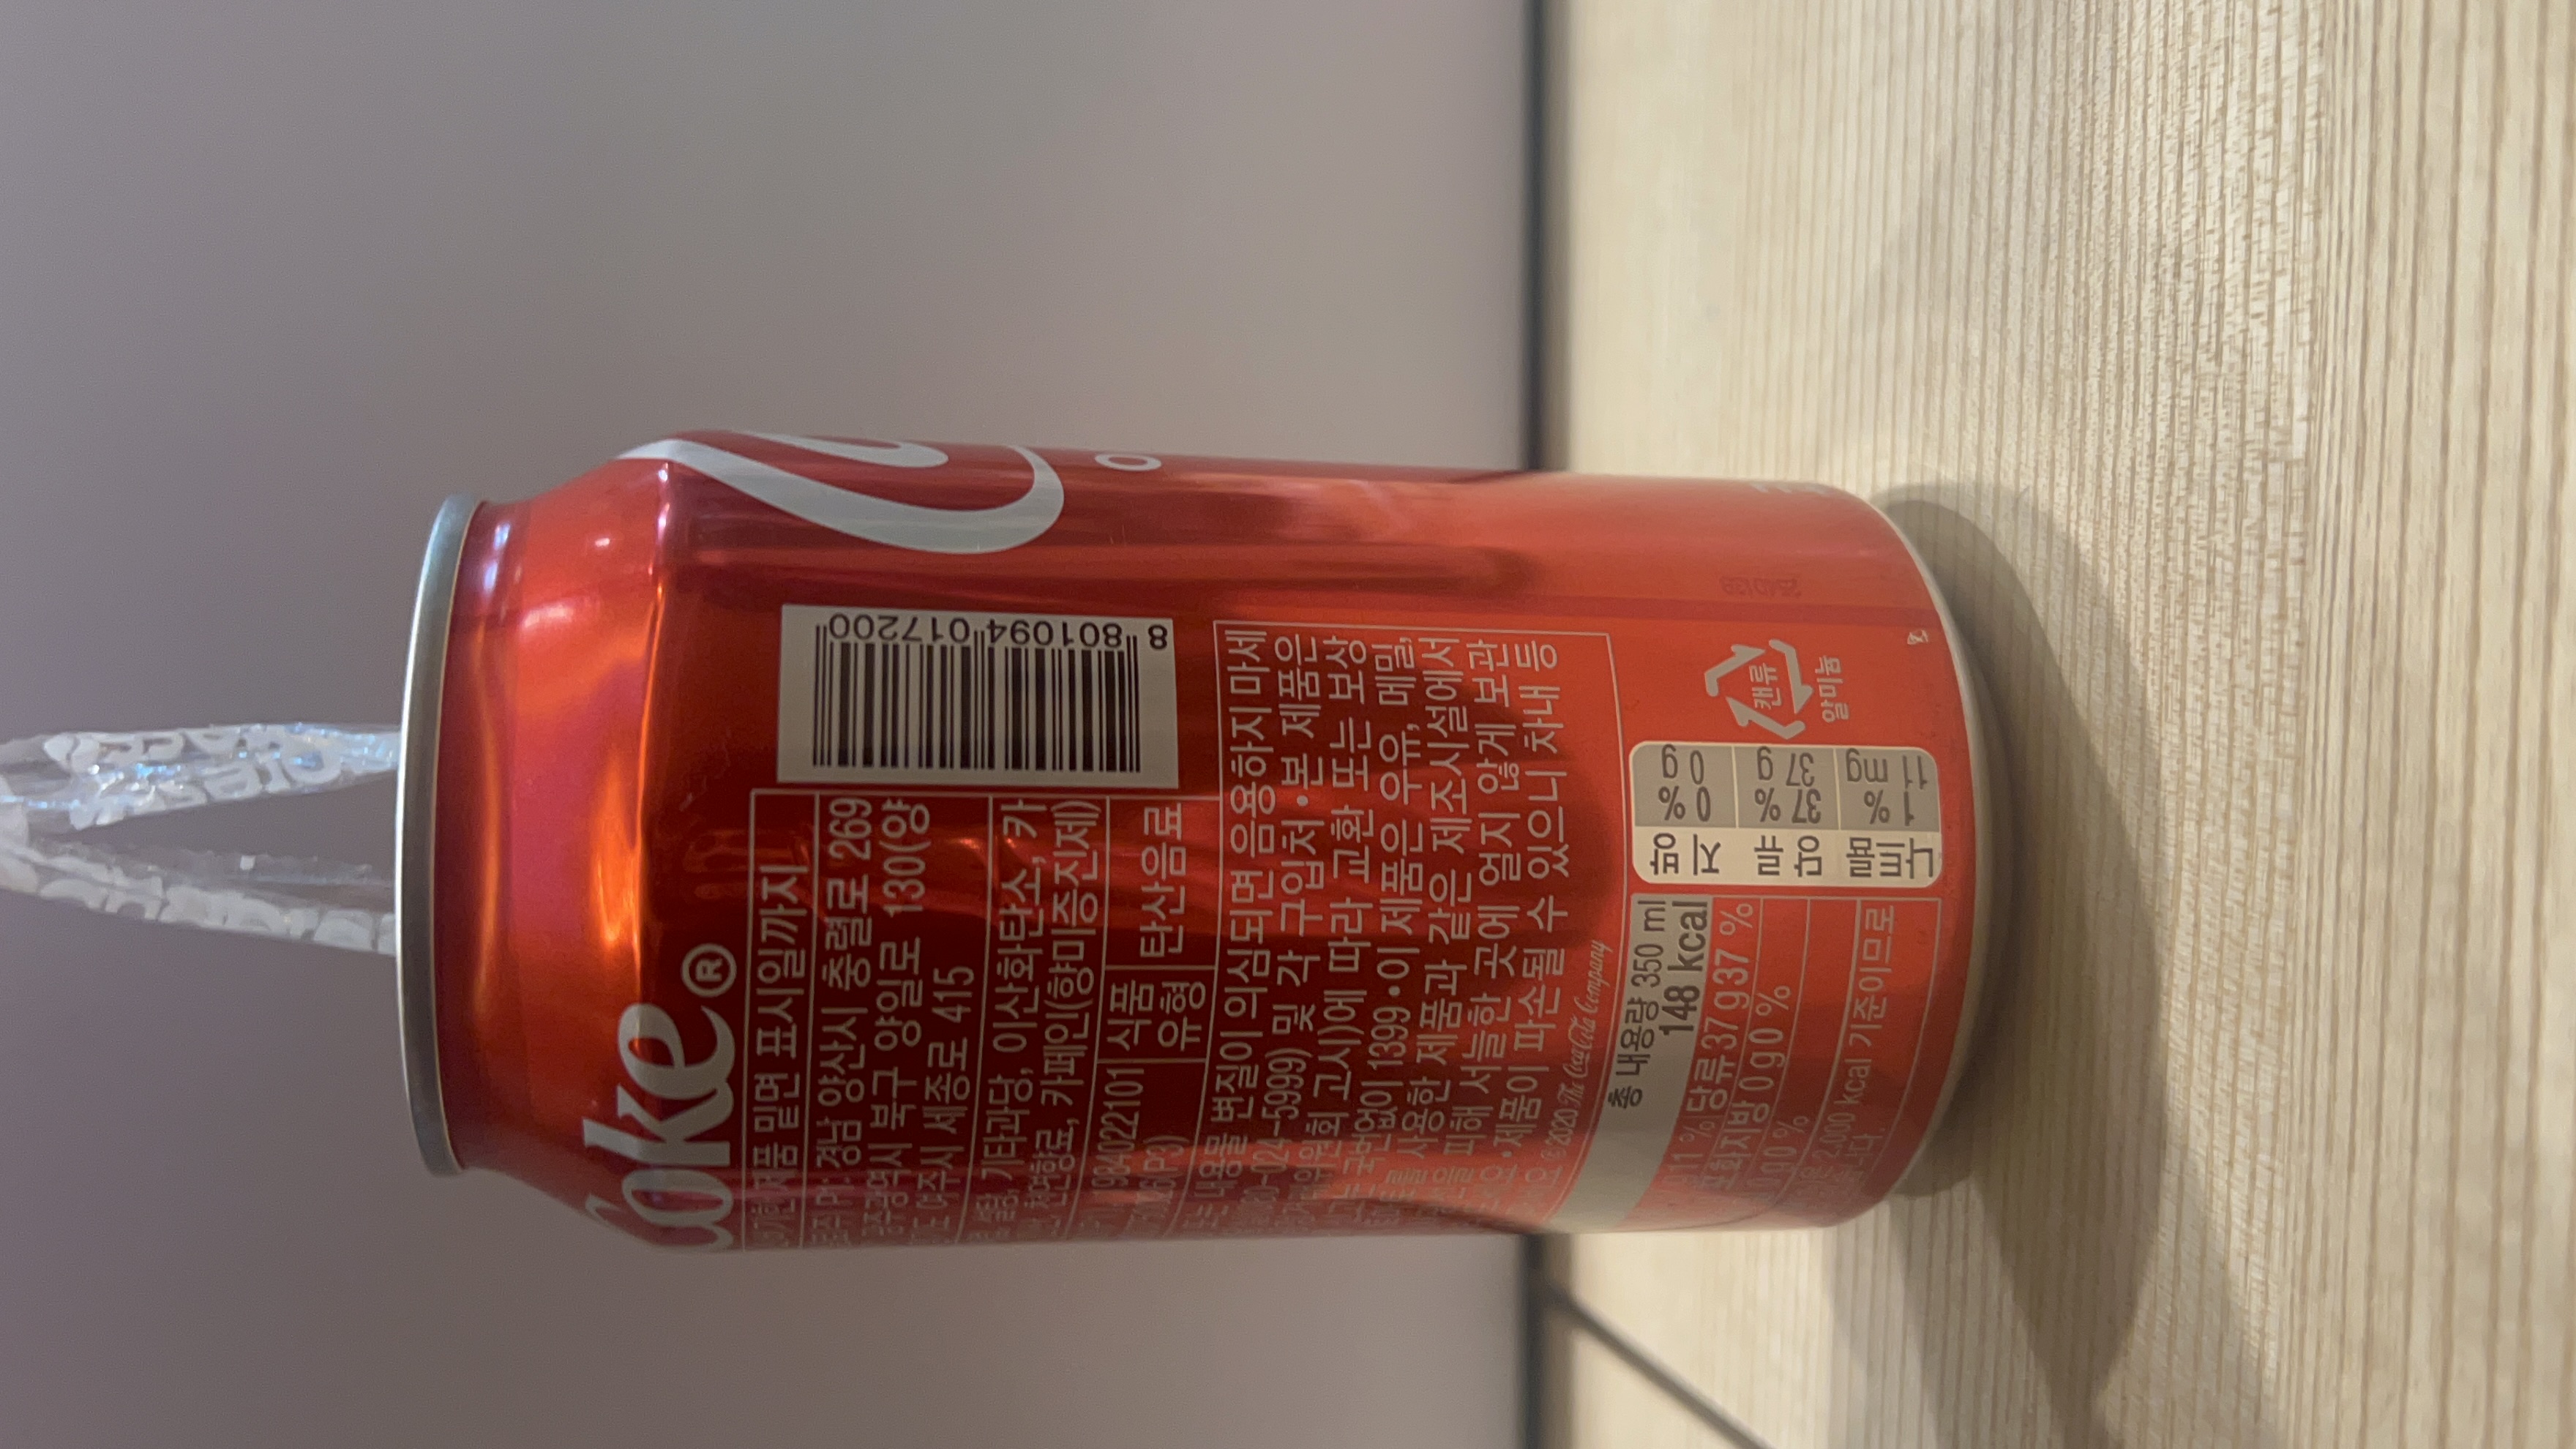 Coke®
제품 밑면 표시일까지
경남 양산시 충렬로 269
광주광역시 북구 양일로 130(양
여주시 세종로 415
설탕, 기타과당, 이산화탄소, 카
천연향료, 카페인(향미증진제)
1984022101
식품
유형
탄산음료
(P3)
또는 내용물 변질이 의심되면 음용하지 마세
080-024-5999) 및 각 구입처 •본 제품은
고시)에 따라 교환 또는 보상
국번없이 1399 •이 제품은 우유, 메밀,
사용한 제품과 같은 제조시설에서
피해 서늘한 곳에 얼지 않게 보관
•제품이 파손될 수 있으니 차내 등
©2020 The Coca-Cola Company
8 801094 017200
총 내용량 350 ml
148 kcal
11 % 당류 37 g 37 %
포화지방 0 g 0 %
0 g 0 %
2,000 kcal 기준이므로
나트륨 당류 지방
1 % 37 % 0 %
11 mg 37 g 0 g
캔류
알미늄